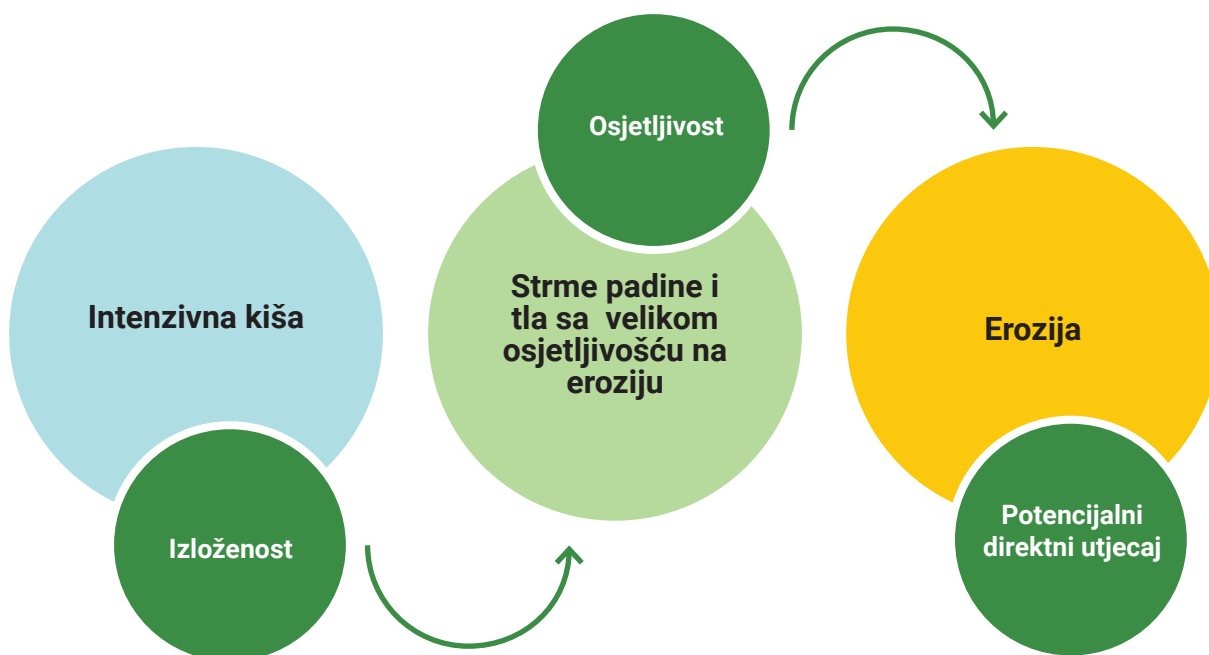 Intenzivna kiša
Izloženost
Osjetljivost
Strme padine i
tla sa  velikom
osjetljivošću na
eroziju
Erozija
Potencijalni
direktni utjecaj